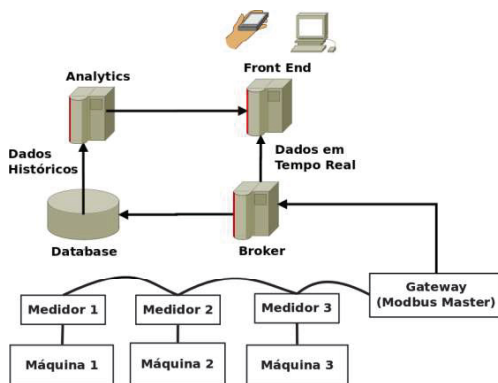 Analytics
Front End
Dados
Históricos
Dados em
Tempo Real
Database
Broker
Gateway
(Modbus Master)
Medidor 1
Medidor 2
Medidor 3
Máquina 1
Máquina 2
Máquina 3